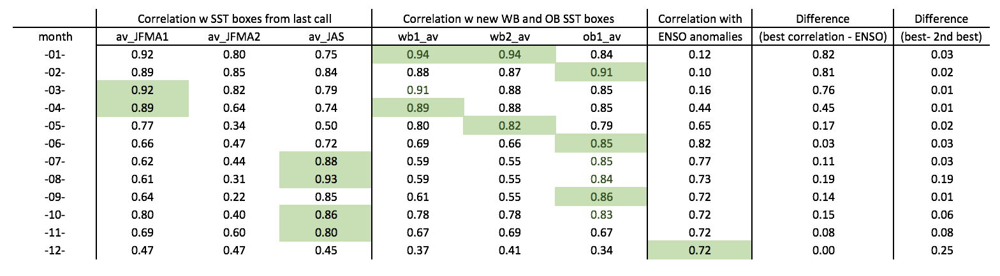 Correlation w SST boxes from last call Correlation w new WB and OB SST boxes Correlation with Difference Difference
month av_JFMA1 av_JFMA2 av_JAS wb1_av wb2_av ob1_av ENSO anomalies (best correlation - ENSO) (best- 2nd best)
-01- 0.92 0.80 0.75 0.94 0.94 0.84 0.12 0.82 0.03
-02- 0.89 0.85 0.84 0.88 0.87 0.91 0.10 0.81 0.02
-03- 0.92 0.82 0.79 0.91 0.88 0.85 0.16 0.76 0.01
-04- 0.89 0.64 0.74 0.89 0.88 0.85 0.44 0.45 0.01
-05- 0.77 0.34 0.50 0.80 0.82 0.79 0.65 0.17 0.02
-06- 0.66 0.47 0.72 0.69 0.66 0.85 0.82 0.03 0.03
-07- 0.62 0.44 0.88 0.59 0.55 0.85 0.77 0.11 0.03
-08- 0.61 0.31 0.93 0.59 0.55 0.84 0.73 0.19 0.19
-09- 0.64 0.22 0.85 0.61 0.55 0.86 0.72 0.14 0.01
-10- 0.80 0.40 0.86 0.78 0.78 0.83 0.72 0.15 0.06
-11- 0.69 0.60 0.80 0.67 0.69 0.67 0.72 0.08 0.08
-12- 0.47 0.47 0.45 0.37 0.41 0.34 0.72 0.00 0.25